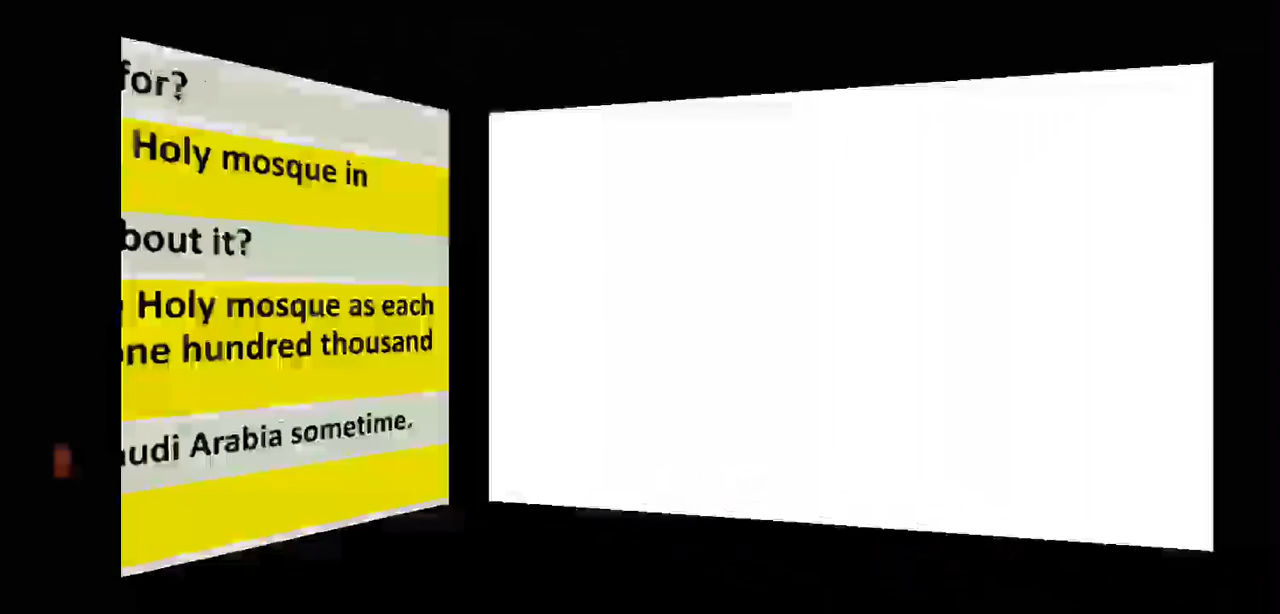 for?
Holy mosque in
bout it?
Holy mosque as each
ne hundred thousand
udi Arabia sometime.